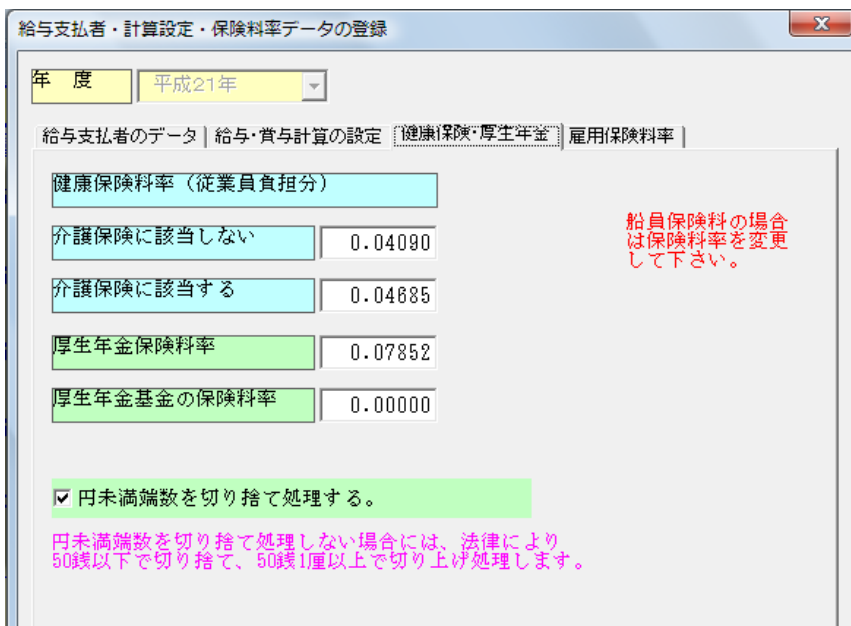 給与支払者・計算設定・保険料率データの登録
年　度
平成21年
給与支払者のデータ
給与・賞与計算の設定
健康保険・厚生年金
雇用保険料率
健康保険料率（従業員負担分）
介護保険に該当しない
0.04090
船員保険料の場合
は保険料率を変更
して下さい。
介護保険に該当する
0.04685
厚生年金保険料率
0.07852
厚生年金基金の保険料率
0.00000
円未満端数を切り捨て処理する。
円未満端数を切り捨て処理しない場合には、法律により
50銭以下で切り捨て、50銭1厘以上で切り上げ処理します。